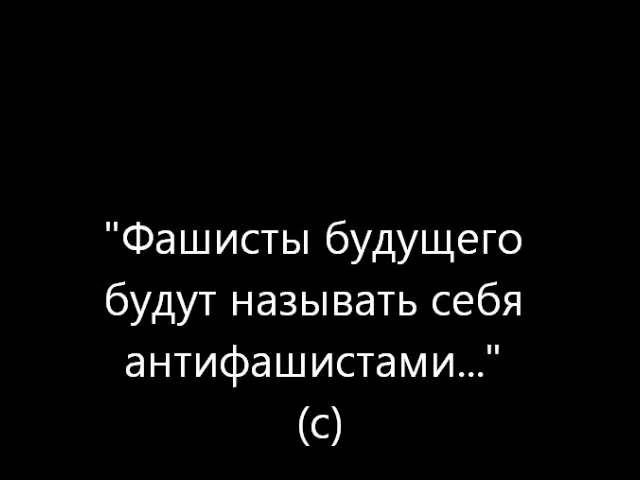 "Фашисты будущего
будут называть себя
антифашистами..."
(с)